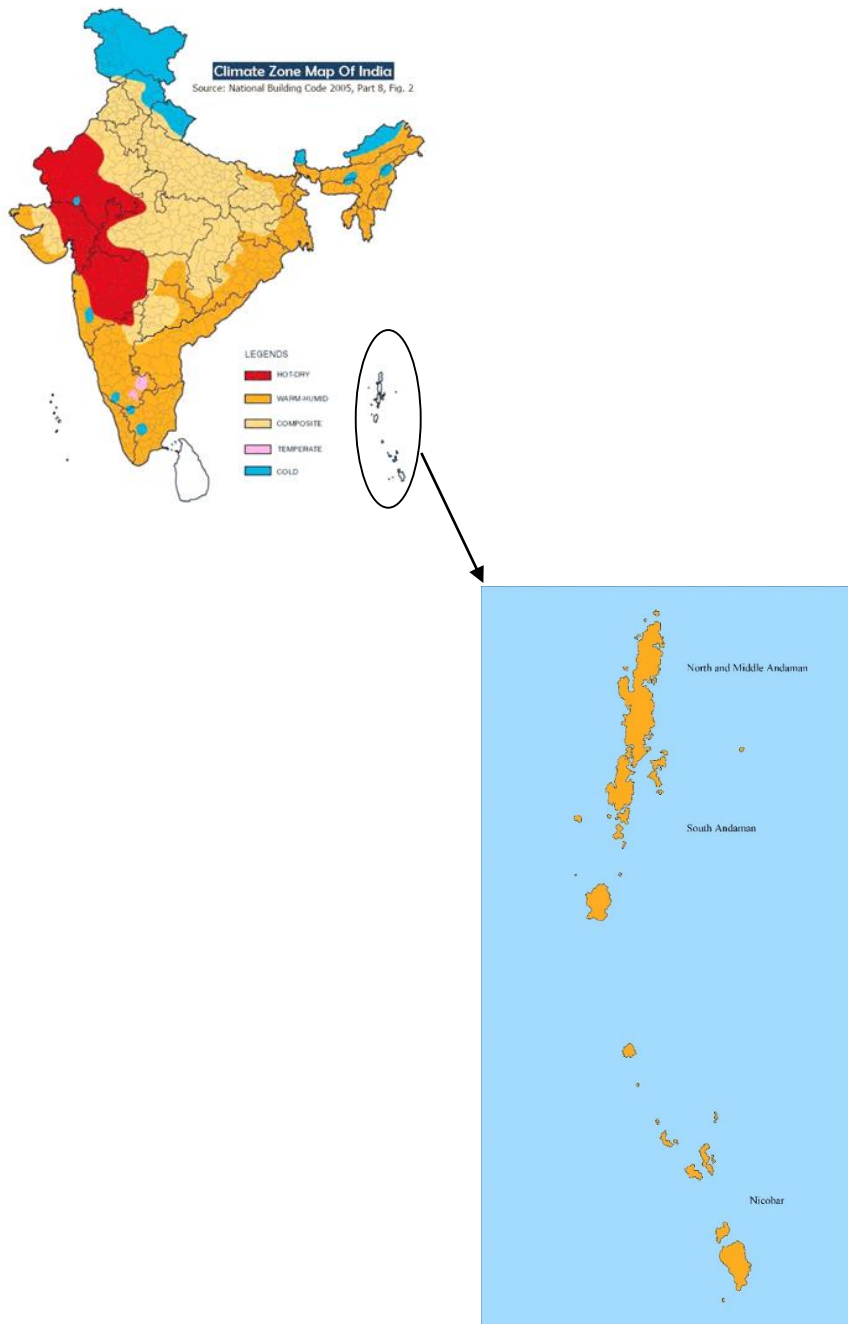 Climate Zone Map Of India
Source: National Building Code 2005, Part 8, Fig. 2
LEGENDS
HOT-DRY
WARM-HUMID
COMPOSITE
TEMPERATE
COLD
North and Middle Andaman
South Andaman
Nicobar